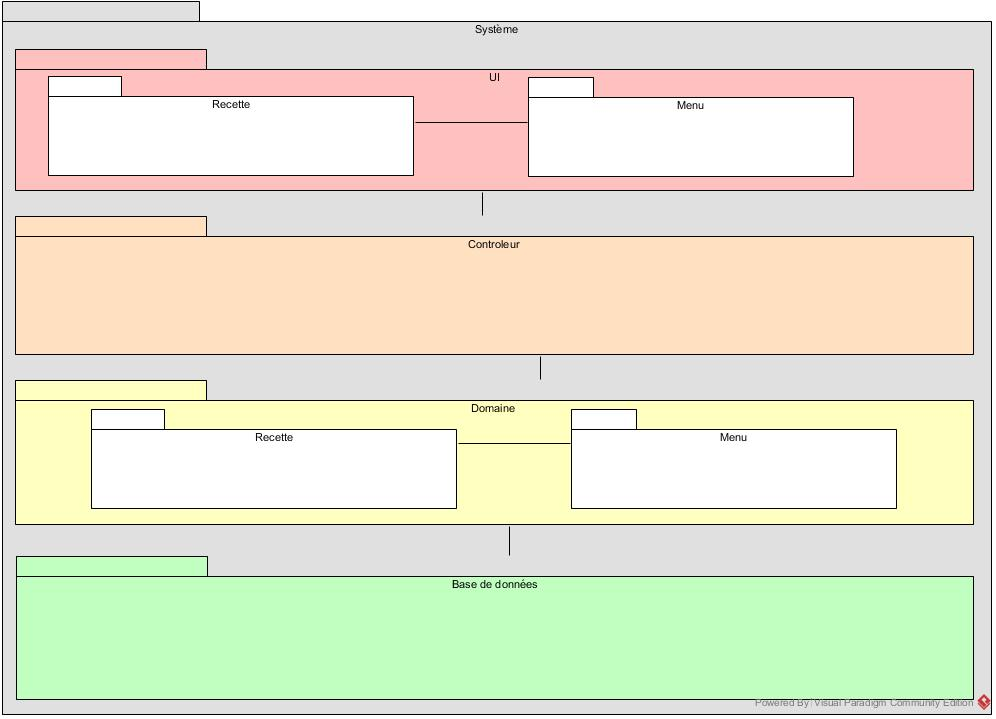 Système
UI
Recette
Menu
Controleur
Domaine
Recette
Menu
Base de données
Powered By Visual Paradigm Community Edition